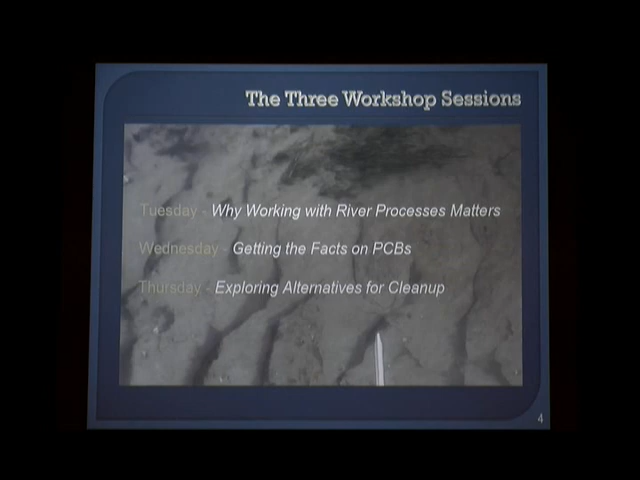 The Three Workshop Sessions
Tuesday - Why Working with River Processes Matters
Wednesday - Getting the Facts on PCBs
Thursday - Exploring Alternatives for Cleanup
4